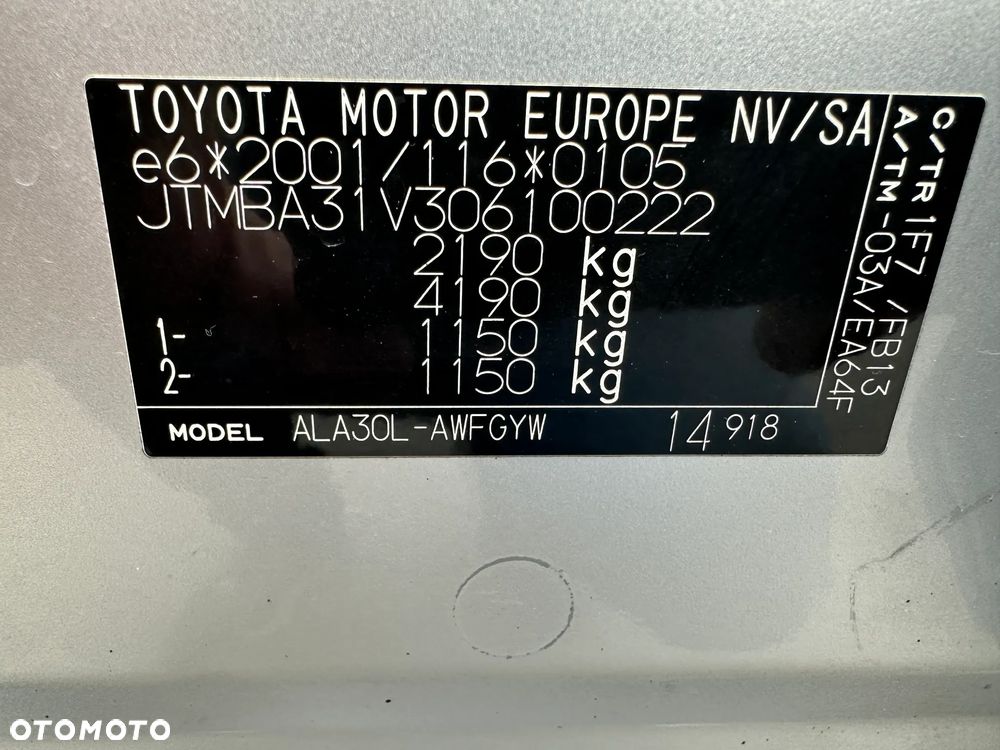 TOYOTA MOTOR EUROPE NV/SA
e6*2001/116*0105
JTMBA31V306100222
2190 kg
4190 kg
1- 1150 kg
2- 1150 kg
C/TR 1F7/FB13
A/TM-03A/EA64F
MODEL ALA30L-AWFGYW 14 918
OTOMOTO